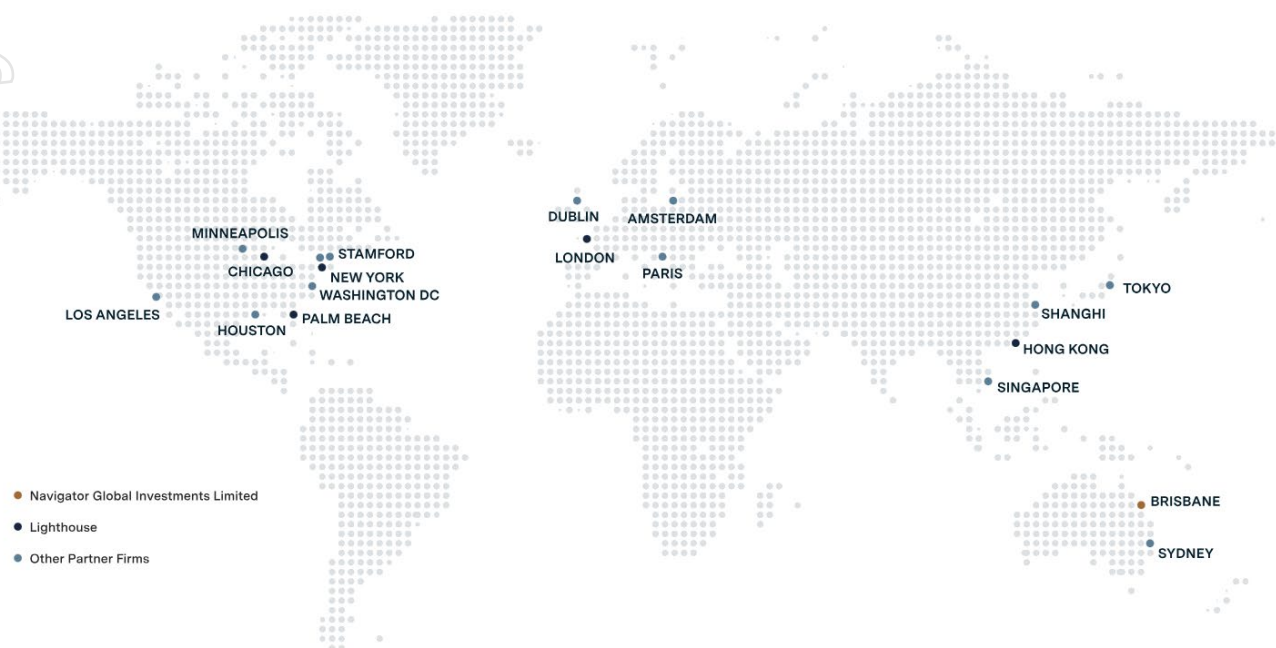 DUBLIN
AMSTERDAM
MINNEAPOLIS
STAMFORD
LONDON
CHICAGO
PARIS
NEW YORK
TOKYO
WASHINGTON DC
LOS ANGELES
SHANGHI
PALM BEACH
HOUSTON
HONG KONG
SINGAPORE
Navigator Global Investments Limited
BRISBANE
Lighthouse
SYDNEY
Other Partner Firms